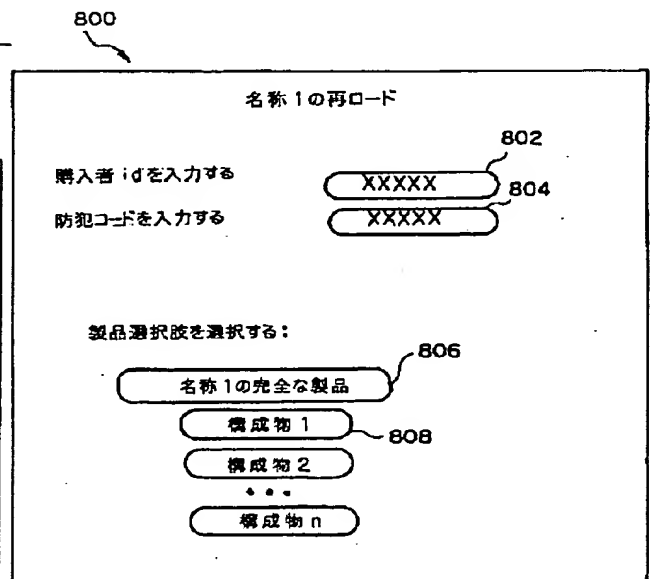 800
名称1の再ロード
802
購入者idを入力する
XXXXX
804
防犯コードを入力する
XXXXX
製品選択肢を選択する:
806
名称1の完全な製品
構成物1
808
構成物2
•••
構成物n